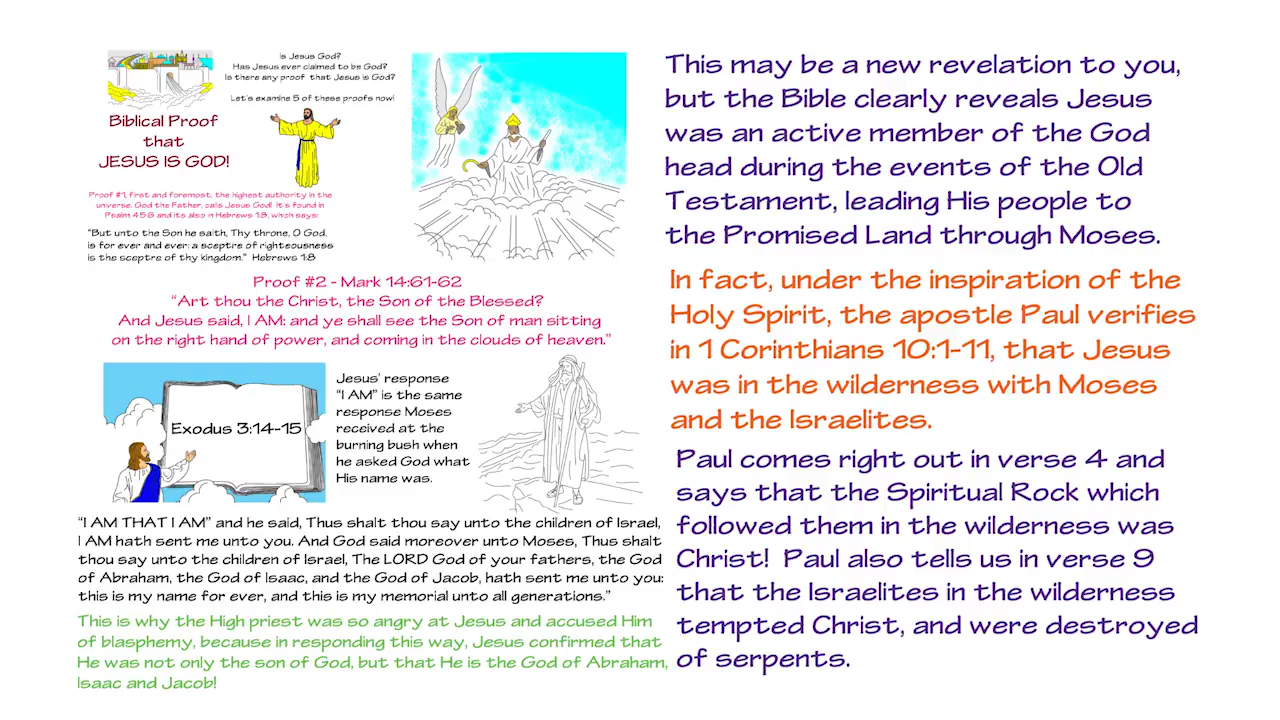 Is Jesus God?
Has Jesus ever claimed to be God?
Is there any proof that Jesus is God?
Let's examine 5 of these proofs now!
Biblical Proof
that
JESUS IS GOD!
Proof #1, first and foremost, the highest authority in the
universe, God the Father, calls Jesus God! It's found in
Psalm 45:6 and its also in Hebrews 1:8, which says:
"But unto the Son he saith, Thy throne, O God,
is for ever and ever: a sceptre of righteousness
is the sceptre of thy kingdom." Hebrews 1:8
Proof #2 - Mark 14:61-62
"Art thou the Christ, the Son of the Blessed?
And Jesus said, I AM: and ye shall see the Son of man sitting
on the right hand of power, and coming in the clouds of heaven."
Exodus 3:14-15
Jesus' response
"I AM" is the same
response Moses
received at the
burning bush when
he asked God what
His name was.
"I AM THAT I AM" and he said, Thus shalt thou say unto the children of Israel,
I AM hath sent me unto you. And God said moreover unto Moses, Thus shalt
thou say unto the children of Israel, The LORD God of your fathers, the God
of Abraham, the God of Isaac, and the God of Jacob, hath sent me unto you:
this is my name for ever, and this is my memorial unto all generations."
This is why the High priest was so angry at Jesus and accused Him
of blasphemy, because in responding this way, Jesus confirmed that
He was not only the son of God, but that He is the God of Abraham,
Isaac and Jacob!
This may be a new revelation to you,
but the Bible clearly reveals Jesus
was an active member of the God
head during the events of the Old
Testament, leading His people to
the Promised Land through Moses.
In fact, under the inspiration of the
Holy Spirit, the apostle Paul verifies
in 1 Corinthians 10:1-11, that Jesus
was in the wilderness with Moses
and the Israelites.
Paul comes right out in verse 4 and
says that the Spiritual Rock which
followed them in the wilderness was
Christ! Paul also tells us in verse 9
that the Israelites in the wilderness
tempted Christ, and were destroyed
of serpents.